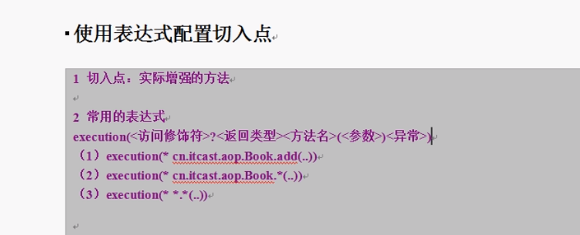 使用表达式配置切入点
1 切入点：实际增强的方法
2 常用的表达式
execution(<访问修饰符>?<返回类型><方法名>(<参数>)<异常>)
（1）execution(* cn.itcast.aop.Book.add(..))
（2）execution(* cn.itcast.aop.Book.*(..))
（3）execution(* *.*(..))